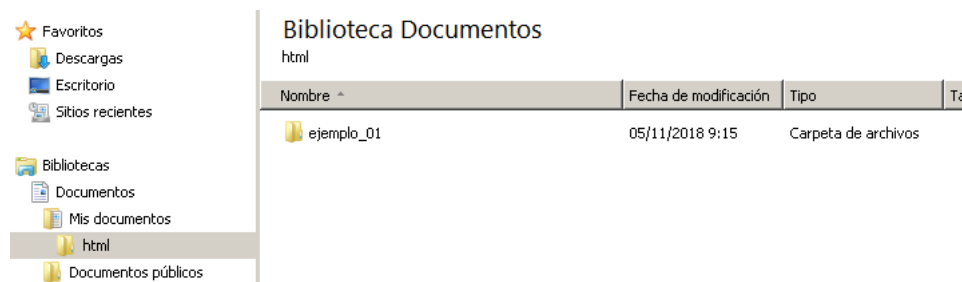 Favoritos
Descargas
Escritorio
Sitios recientes
Bibliotecas
Documentos
Mis documentos
html
Documentos públicos
Biblioteca Documentos
html
Nombre Fecha de modificación Tipo Ta
ejemplo_01 05/11/2018 9:15 Carpeta de archivos